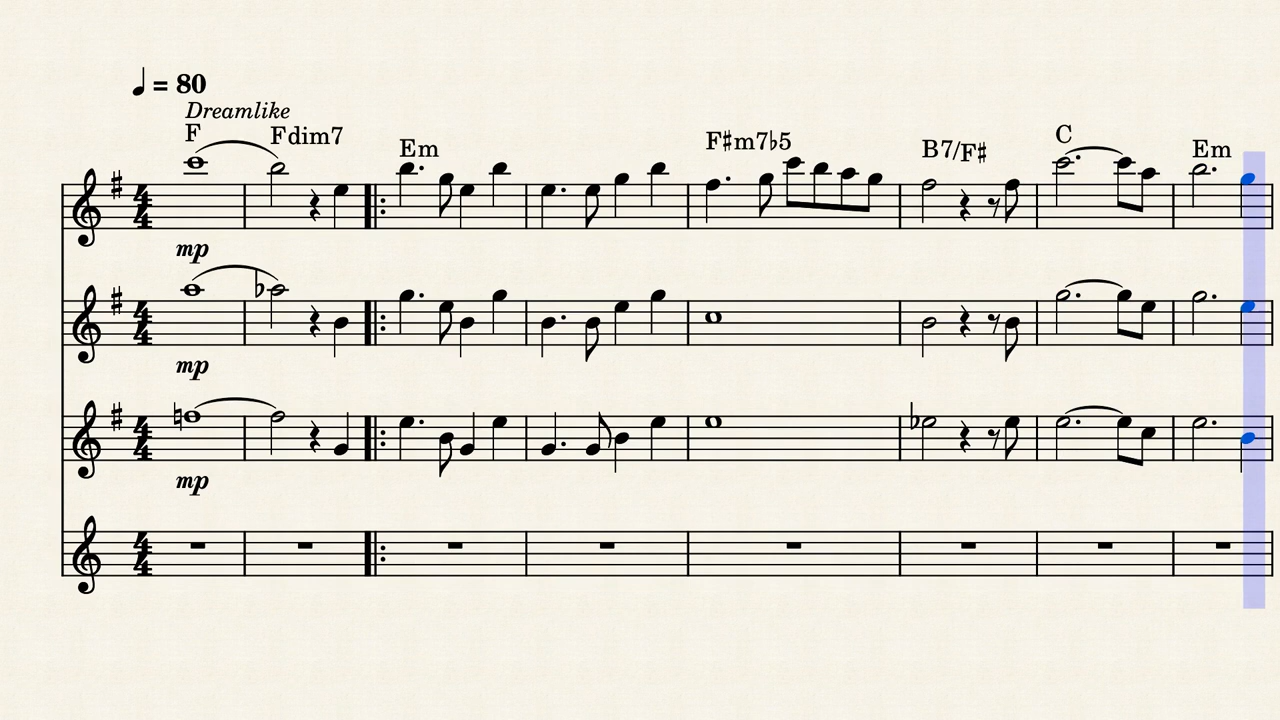 ♩ = 80
Dreamlike
F Fdim7 Em F♯m7♭5 B7/F♯ C Em
mp
mp
mp